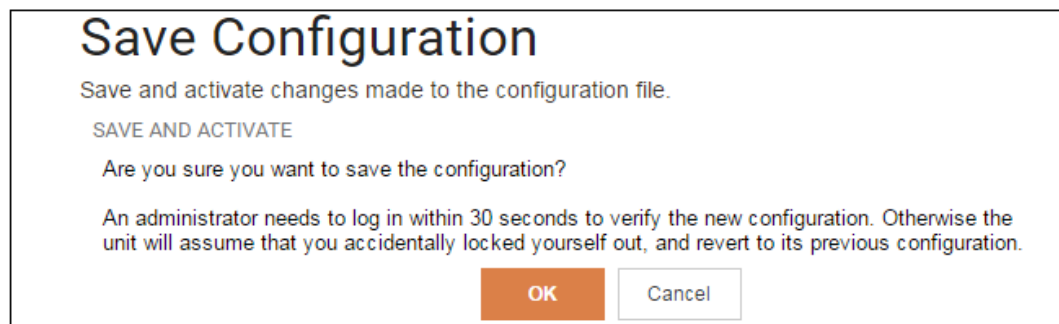 Save Configuration
Save and activate changes made to the configuration file.
SAVE AND ACTIVATE
Are you sure you want to save the configuration?
An administrator needs to log in within 30 seconds to verify the new configuration. Otherwise the
unit will assume that you accidentally locked yourself out, and revert to its previous configuration.
OK Cancel